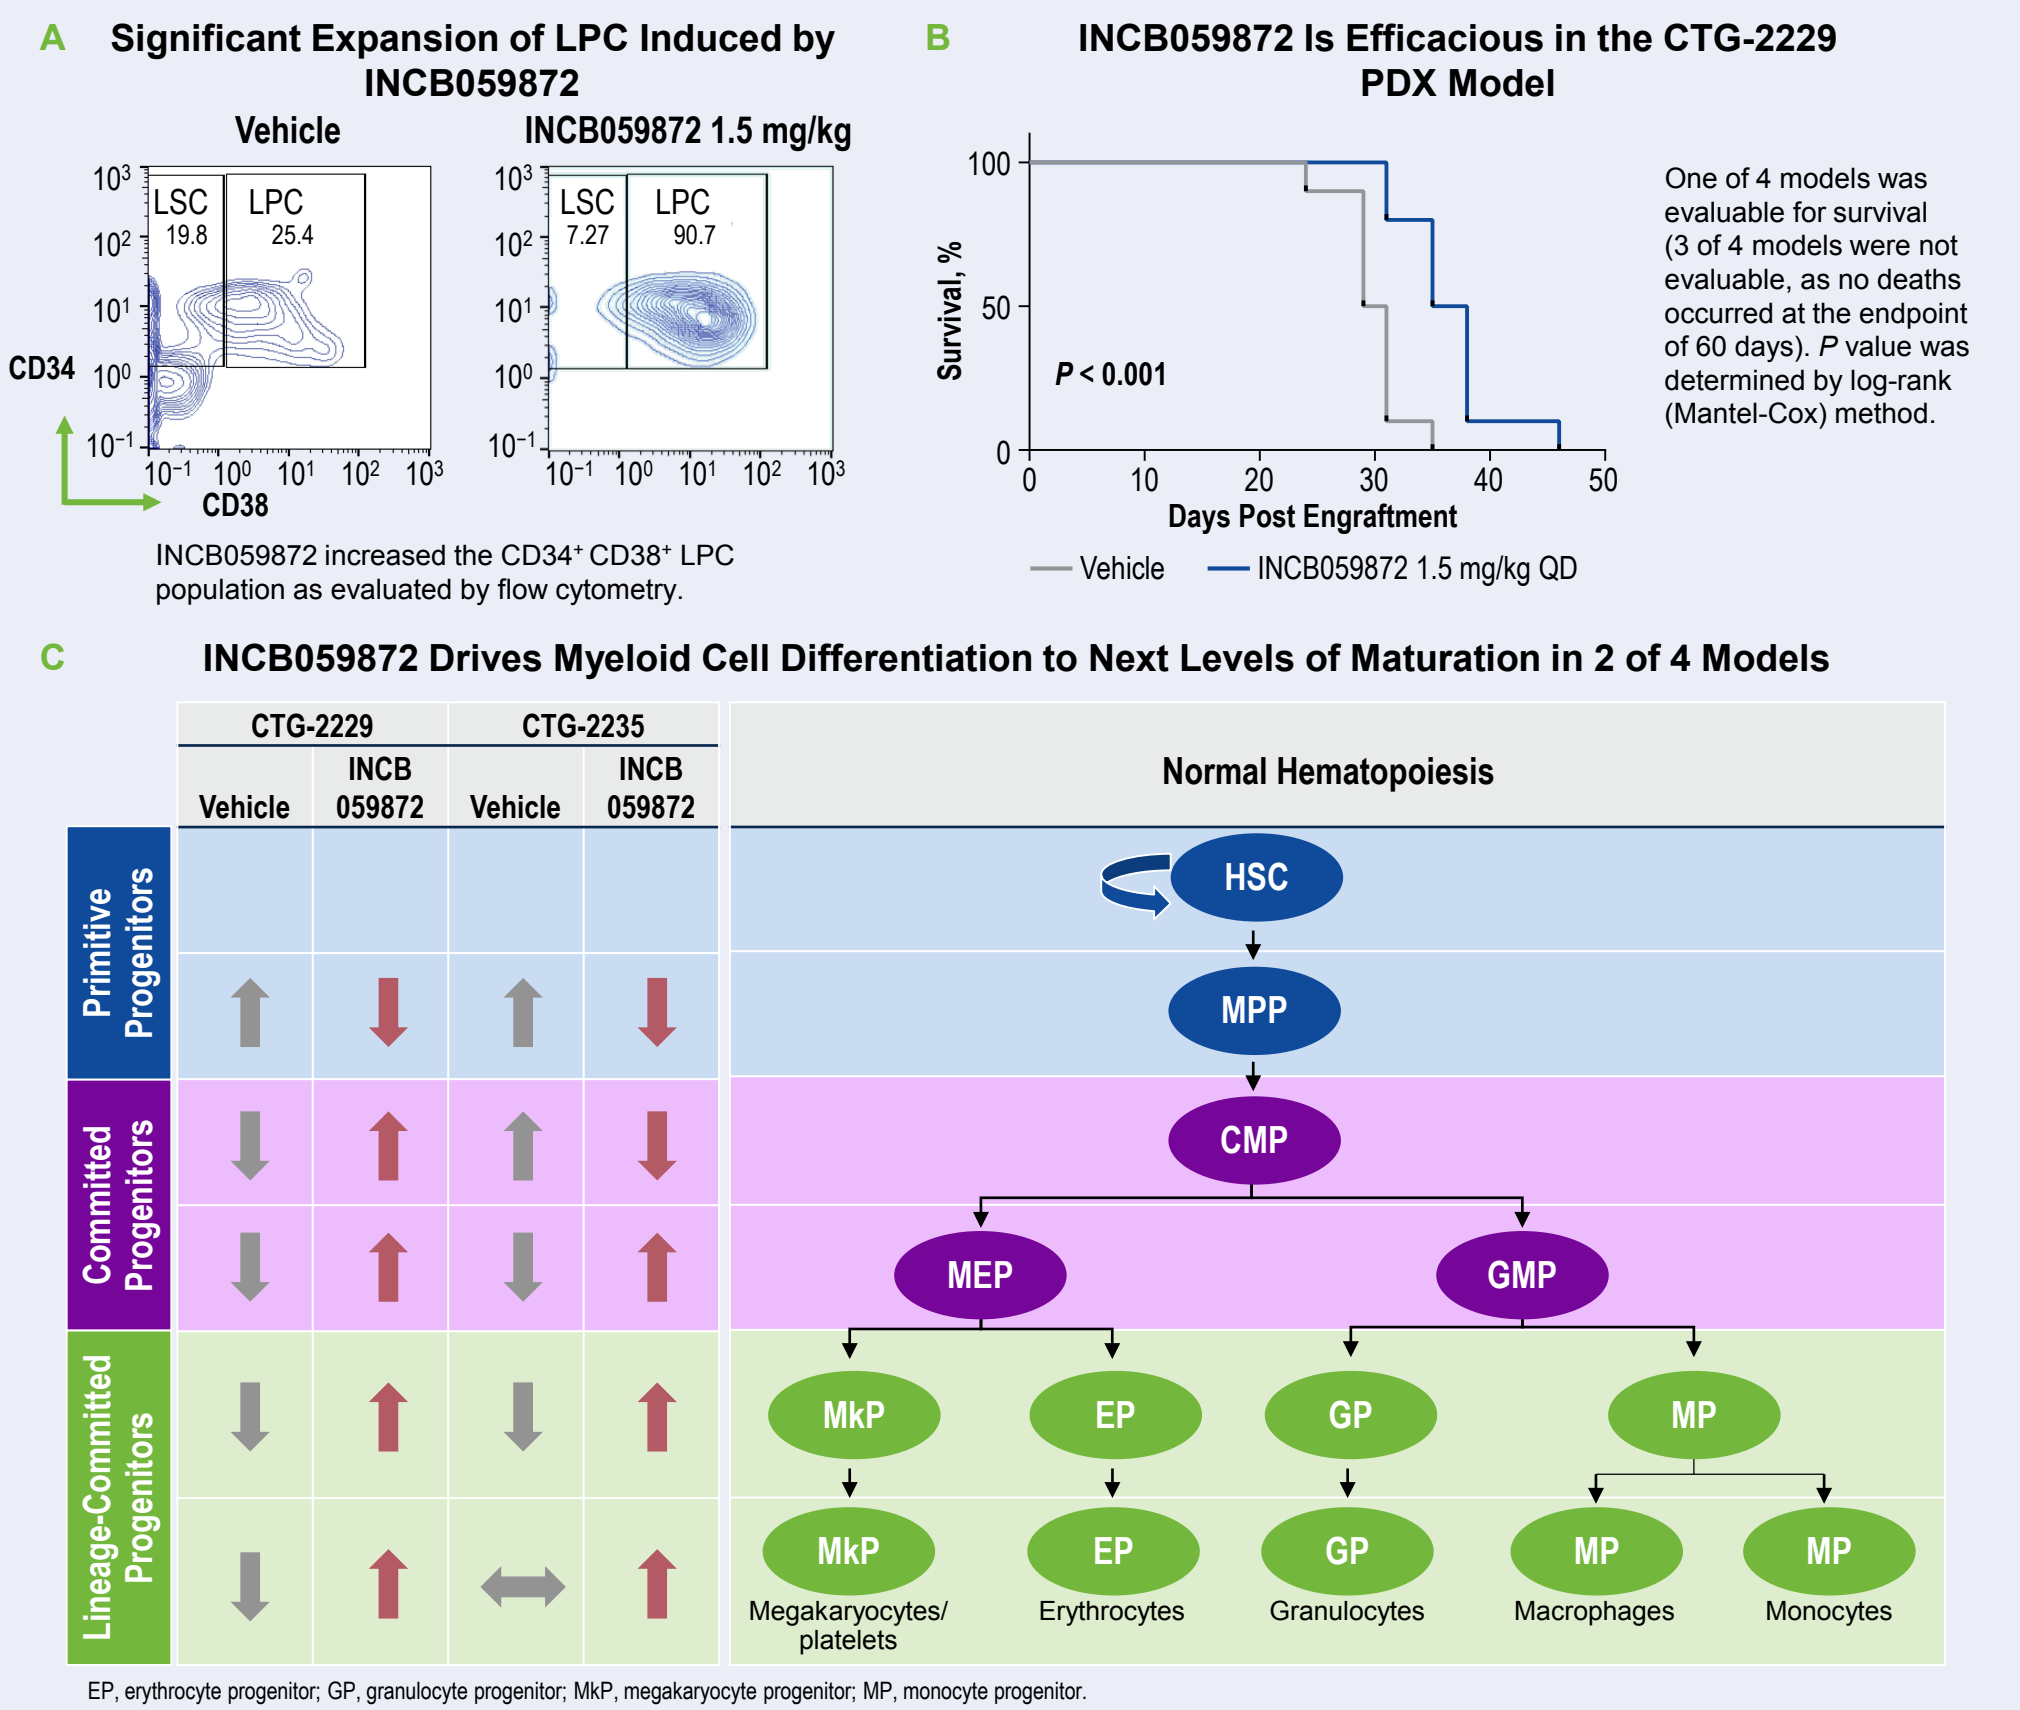 A
Significant Expansion of LPC Induced by
INCB059872
Vehicle
INCB059872 1.5 mg/kg
10³
10²
10¹
10⁰
10⁻¹
LSC
19.8
LPC
25.4
CD34
10⁻¹ 10⁰ 10¹ 10² 10³
CD38
10³
10²
10¹
10⁰
10⁻¹
LSC
7.27
LPC
90.7
10⁻¹ 10⁰ 10¹ 10² 10³
INCB059872 increased the CD34⁺ CD38⁺ LPC
population as evaluated by flow cytometry.
B
INCB059872 Is Efficacious in the CTG-2229
PDX Model
Survival, %
100
50
0
P < 0.001
0 10 20 30 40 50
Days Post Engraftment
Vehicle
INCB059872 1.5 mg/kg QD
One of 4 models was
evaluable for survival
(3 of 4 models were not
evaluable, as no deaths
occurred at the endpoint
of 60 days). P value was
determined by log-rank
(Mantel-Cox) method.
C
INCB059872 Drives Myeloid Cell Differentiation to Next Levels of Maturation in 2 of 4 Models
CTG-2229
CTG-2235
Vehicle
INCB
059872
Vehicle
INCB
059872
Normal Hematopoiesis
Primitive
Progenitors
HSC
MPP
Committed
Progenitors
CMP
MEP
GMP
Lineage-Committed
Progenitors
MkP
EP
GP
MP
MkP
EP
GP
MP
MP
Megakaryocytes/
platelets
Erythrocytes
Granulocytes
Macrophages
Monocytes
EP, erythrocyte progenitor; GP, granulocyte progenitor; MkP, megakaryocyte progenitor; MP, monocyte progenitor.